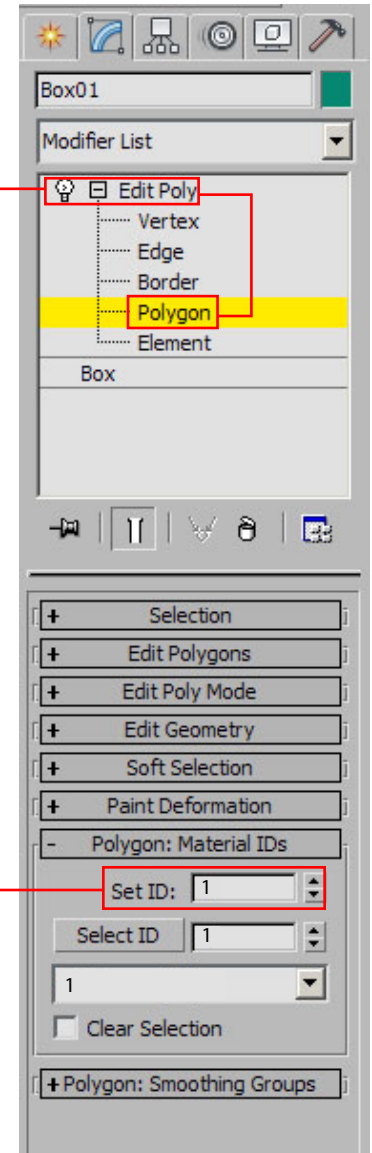 Box01
Modifier List
Edit Poly
Vertex
Edge
Border
Polygon
Element
Box
+ Selection
+ Edit Polygons
+ Edit Poly Mode
+ Edit Geometry
+ Soft Selection
+ Paint Deformation
- Polygon: Material IDs
Set ID: 1
Select ID 1
1
Clear Selection
+ Polygon: Smoothing Groups